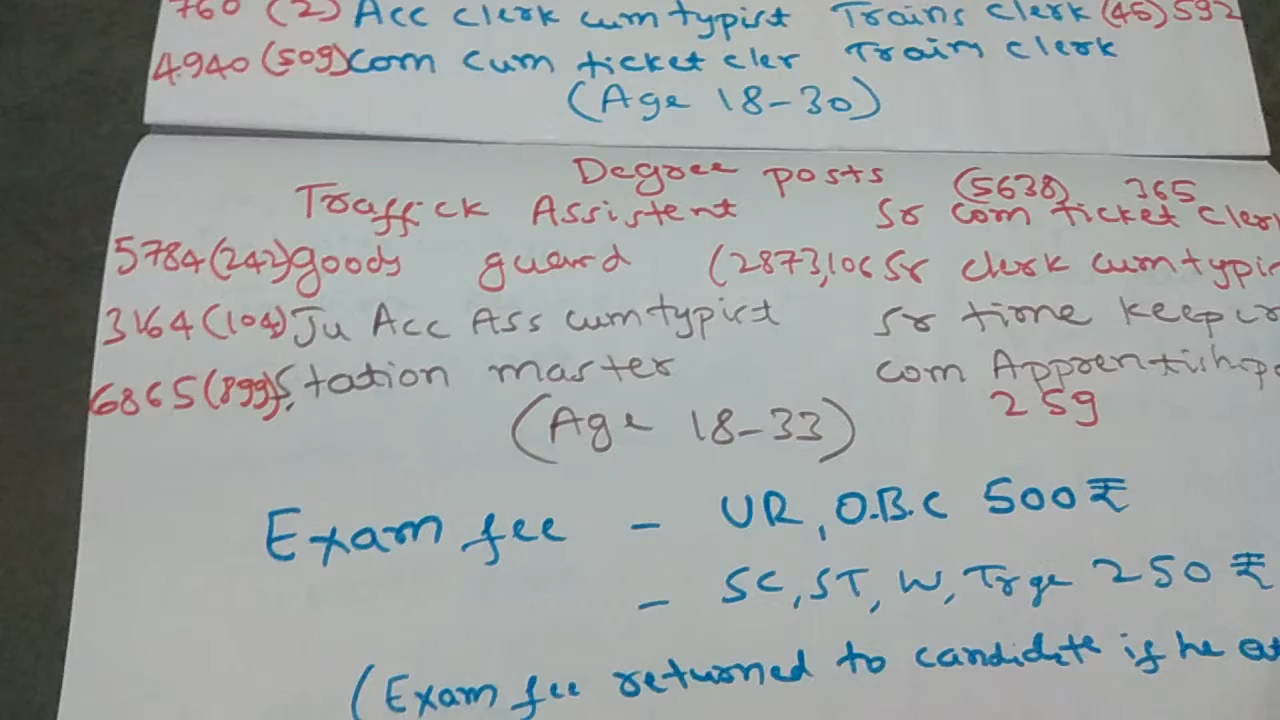 760 (2) Acc clerk cum typist Trains clerk (45) 592
4940 (509) com cum ticket cler Train clerk
(Age 18-30)
Degree posts (5638) 365
Traffick Assistent Sr com ticket Cler
5784 (242) goods guard (2873,106 Sr clerk cum typi
3164 (104) Ju Acc Ass cum typist Sr time keeper
6865 (899) Station master com Apprentiship
(Age 18-33) 259
Exam fee - UR, O.B.C 500 ₹
- SC, ST, W, Trge 250 ₹
(Exam fee returned to candidate if he